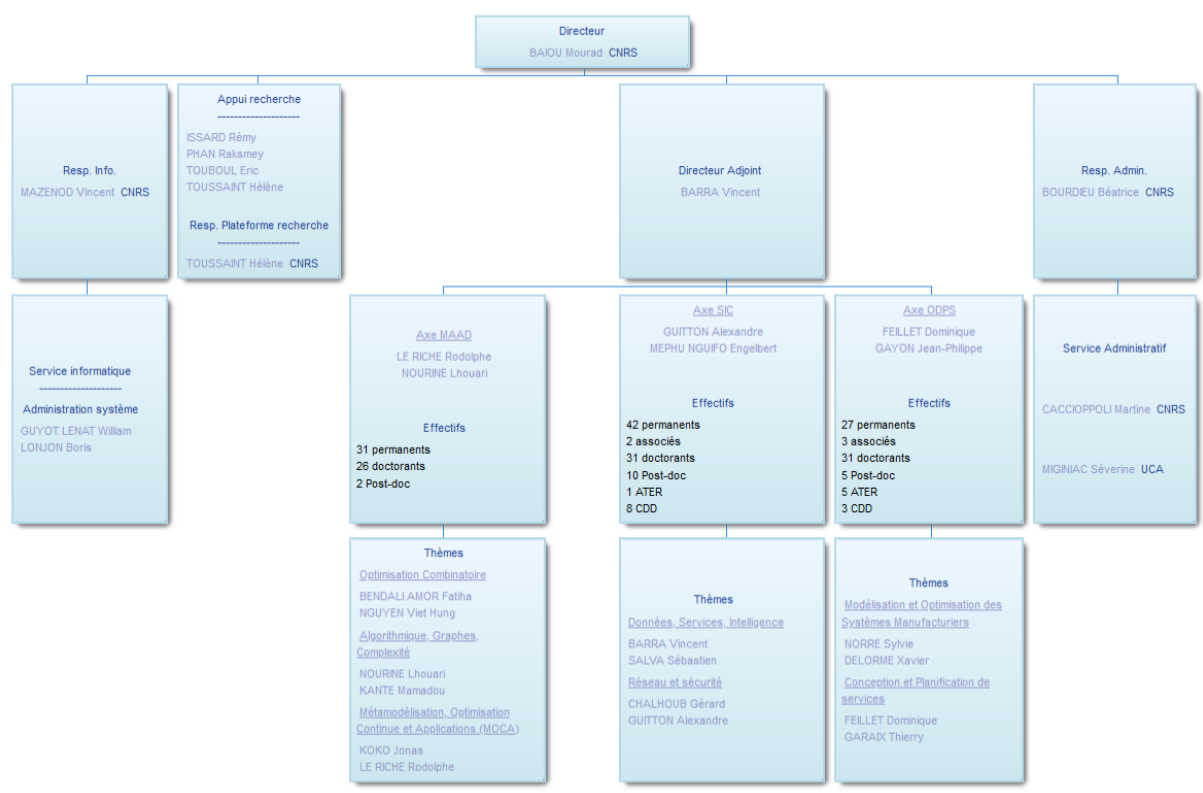 Directeur
BAIOU Mourad CNRS
Resp. Info.
MAZENOD Vincent CNRS
Appui recherche
--------------------
ISSARD Rémy
PHAN Raksmey
TOUBOUL Eric
TOUSSAINT Hélène
Resp. Plateforme recherche
--------------------
TOUSSAINT Hélène CNRS
Directeur Adjoint
BARRA Vincent
Resp. Admin.
BOURDIEU Béatrice CNRS
Service informatique
--------------------
Administration système
GUYOT LENAT William
LONJON Boris
Axe MAAD
LE RICHE Rodolphe
NOURINE Lhouari
Effectifs
31 permanents
26 doctorants
2 Post-doc
Axe SIC
GUITTON Alexandre
MEPHU NGUIFO Engelbert
Effectifs
42 permanents
2 associés
31 doctorants
10 Post-doc
1 ATER
8 CDD
Axe ODPS
FEILLET Dominique
GAYON Jean-Philippe
Effectifs
27 permanents
3 associés
31 doctorants
5 Post-doc
5 ATER
3 CDD
Service Administratif
CACCIOPPOLI Martine CNRS
MIGINIAC Séverine UCA
Thèmes
Optimisation Combinatoire
BENDALI AMOR Fatiha
NGUYEN Viet Hung
Algorithmique, Graphes,
Complexité
NOURINE Lhouari
KANTE Mamadou
Métamodélisation, Optimisation
Continue et Applications (MOCA)
KOKO Jonas
LE RICHE Rodolphe
Thèmes
Données, Services, Intelligence
BARRA Vincent
SALVA Sébastien
Réseau et sécurité
CHALHOUB Gérard
GUITTON Alexandre
Thèmes
Modélisation et Optimisation des
Systèmes Manufacturiers
NORRE Sylvie
DELORME Xavier
Conception et Planification de
services
FEILLET Dominique
GARAIX Thierry